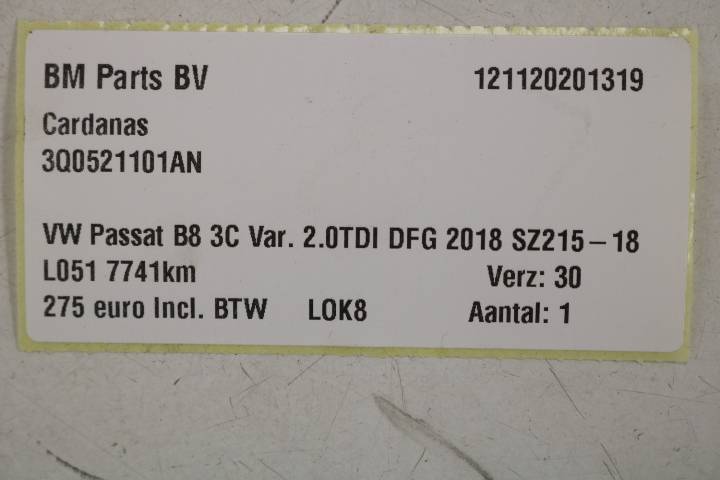 BM Parts BV 121120201319
Cardanas
3Q0521101AN
VW Passat B8 3C Var. 2.0TDI DFG 2018 SZ215-18
L051 7741km Verz: 30
275 euro Incl. BTW LOK8 Aantal: 1